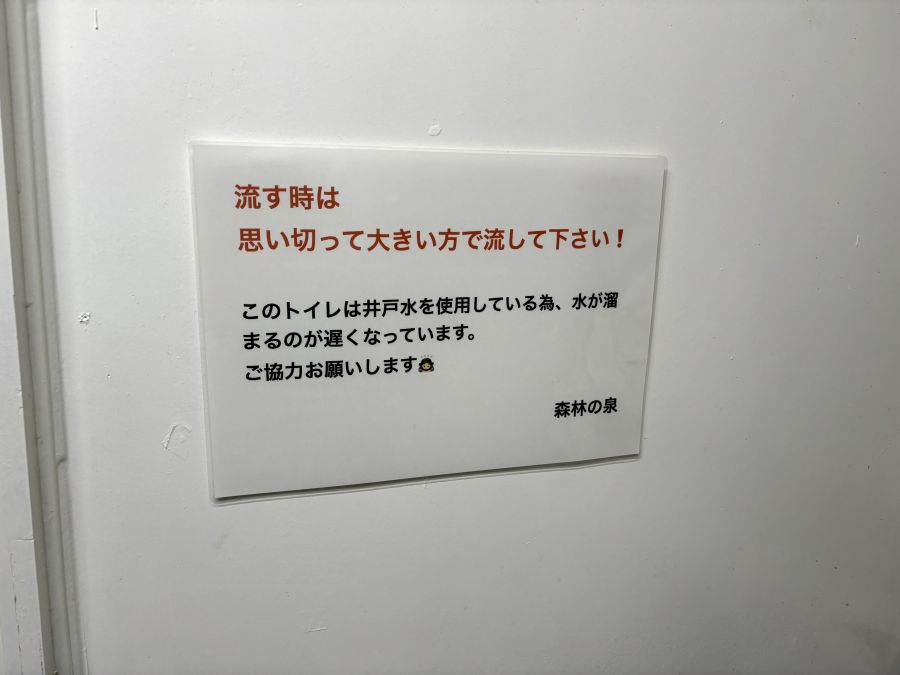 流す時は
思い切って大きい方で流して下さい！
このトイレは井戸水を使用している為、水が溜
まるのが遅くなっています。
ご協力お願いします🙇‍♀️
森林の泉